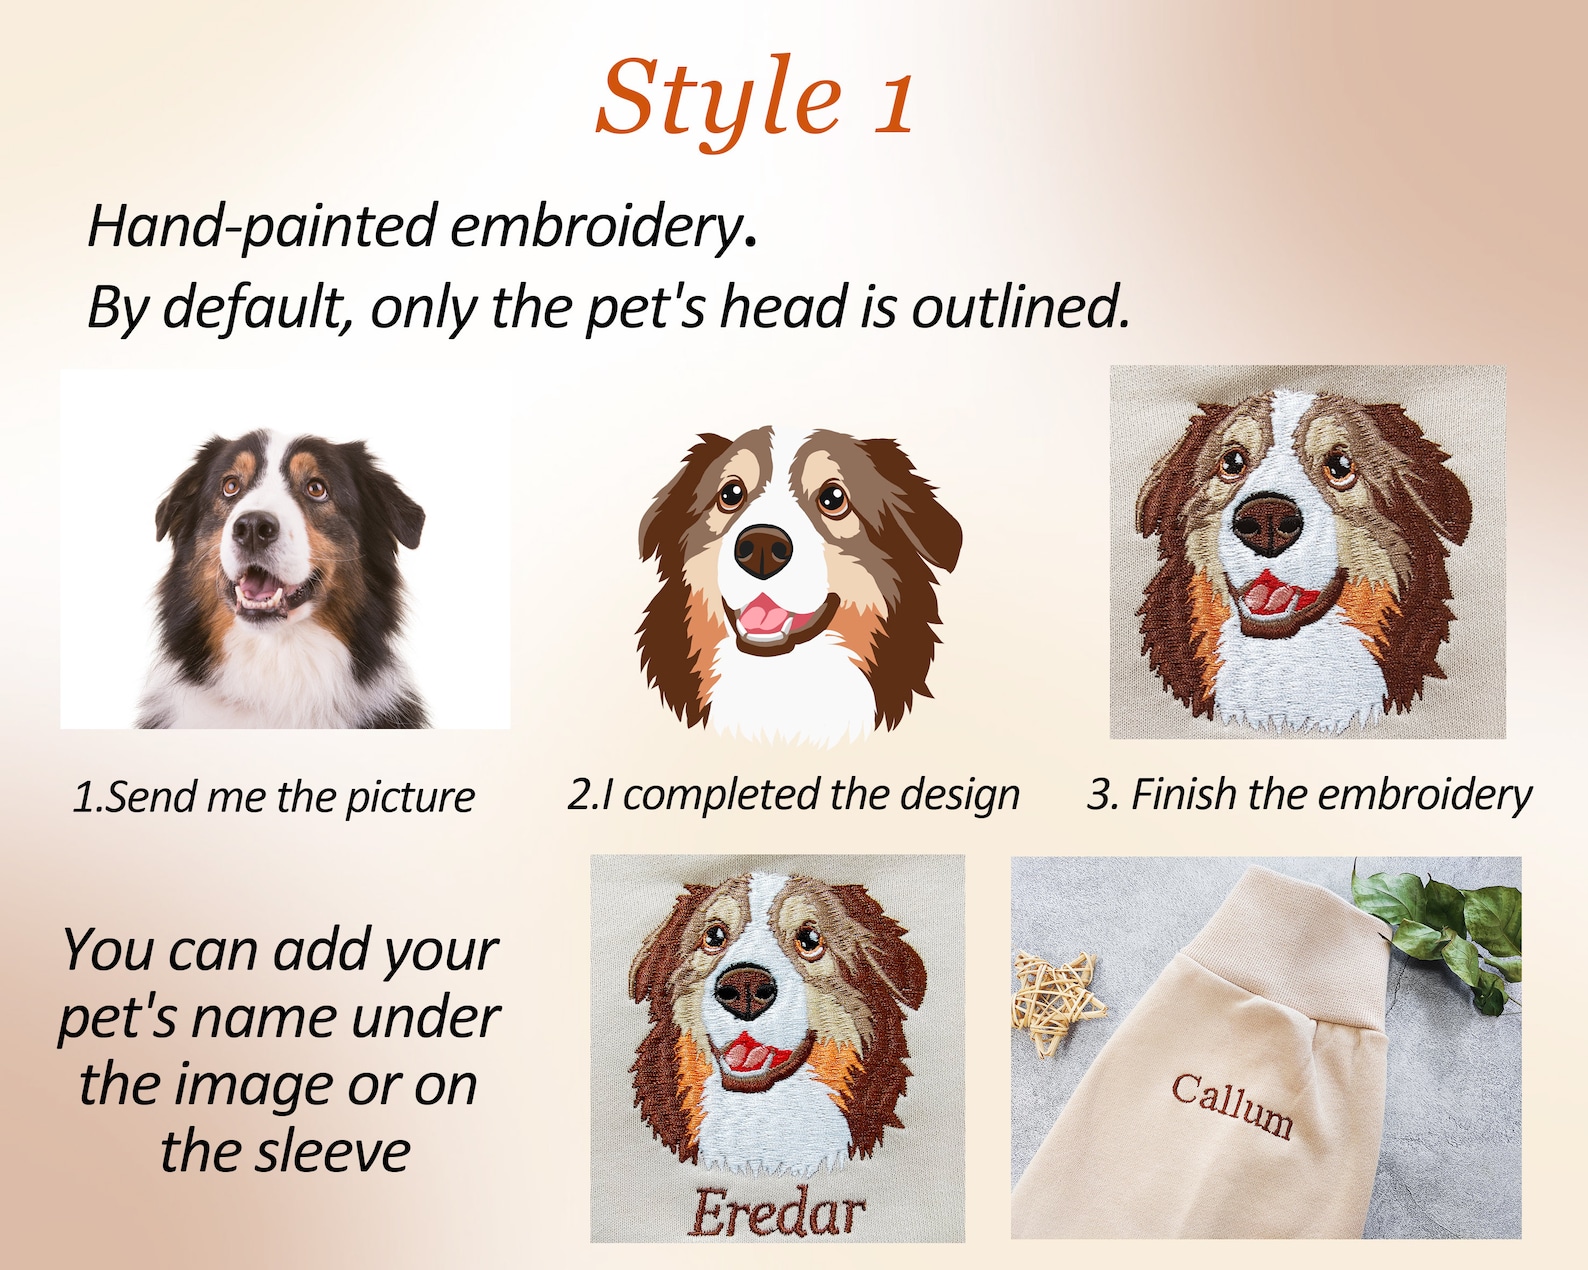 Style 1
Hand-painted embroidery.
By default, only the pet's head is outlined.
1.Send me the picture
2.I completed the design
3. Finish the embroidery
You can add your
pet's name under
the image or on
the sleeve
Eredar
Callum